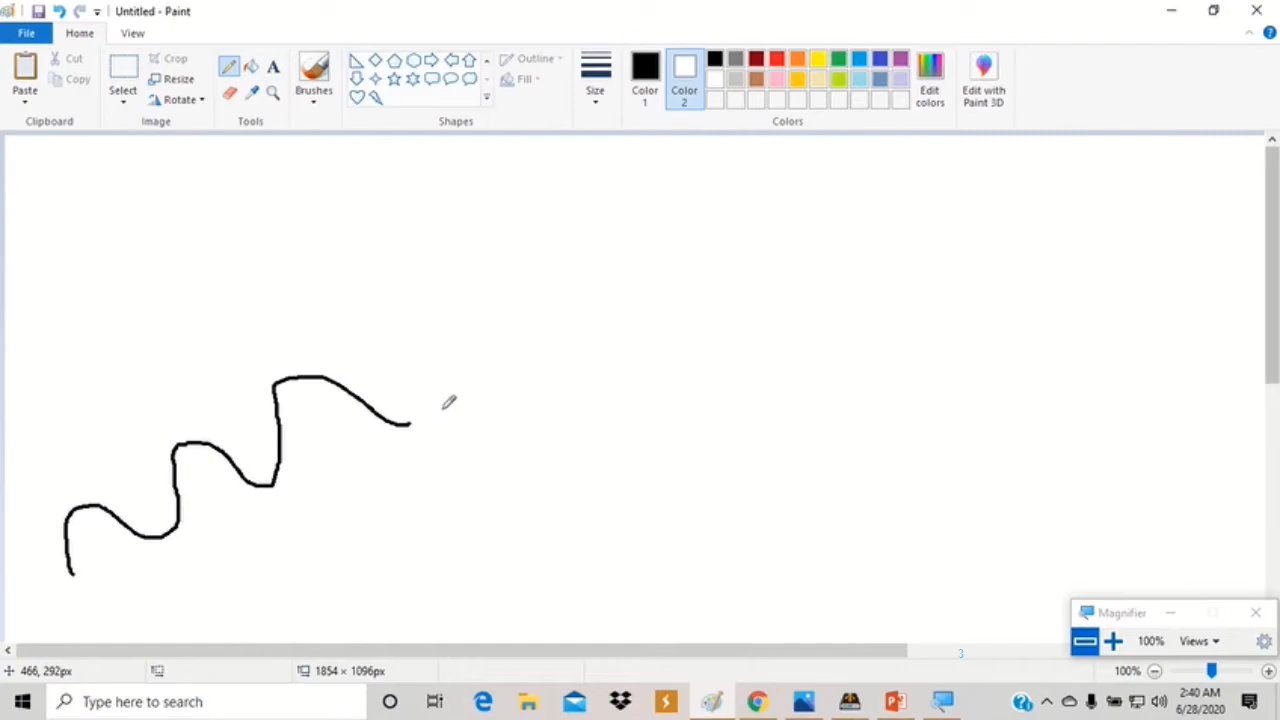 Untitled - Paint
File Home View
Paste
Cut
Copy
Clipboard
Select
Crop
Resize
Rotate
Image
A
Tools
Brushes
Outline
Fill
Shapes
Size
Color 1
Color 2
Edit colors
Colors
Edit with Paint 3D
Magnifier
100% Views
3
466, 292px
1854 × 1096px
100%
Type here to search
2:40 AM
6/28/2020